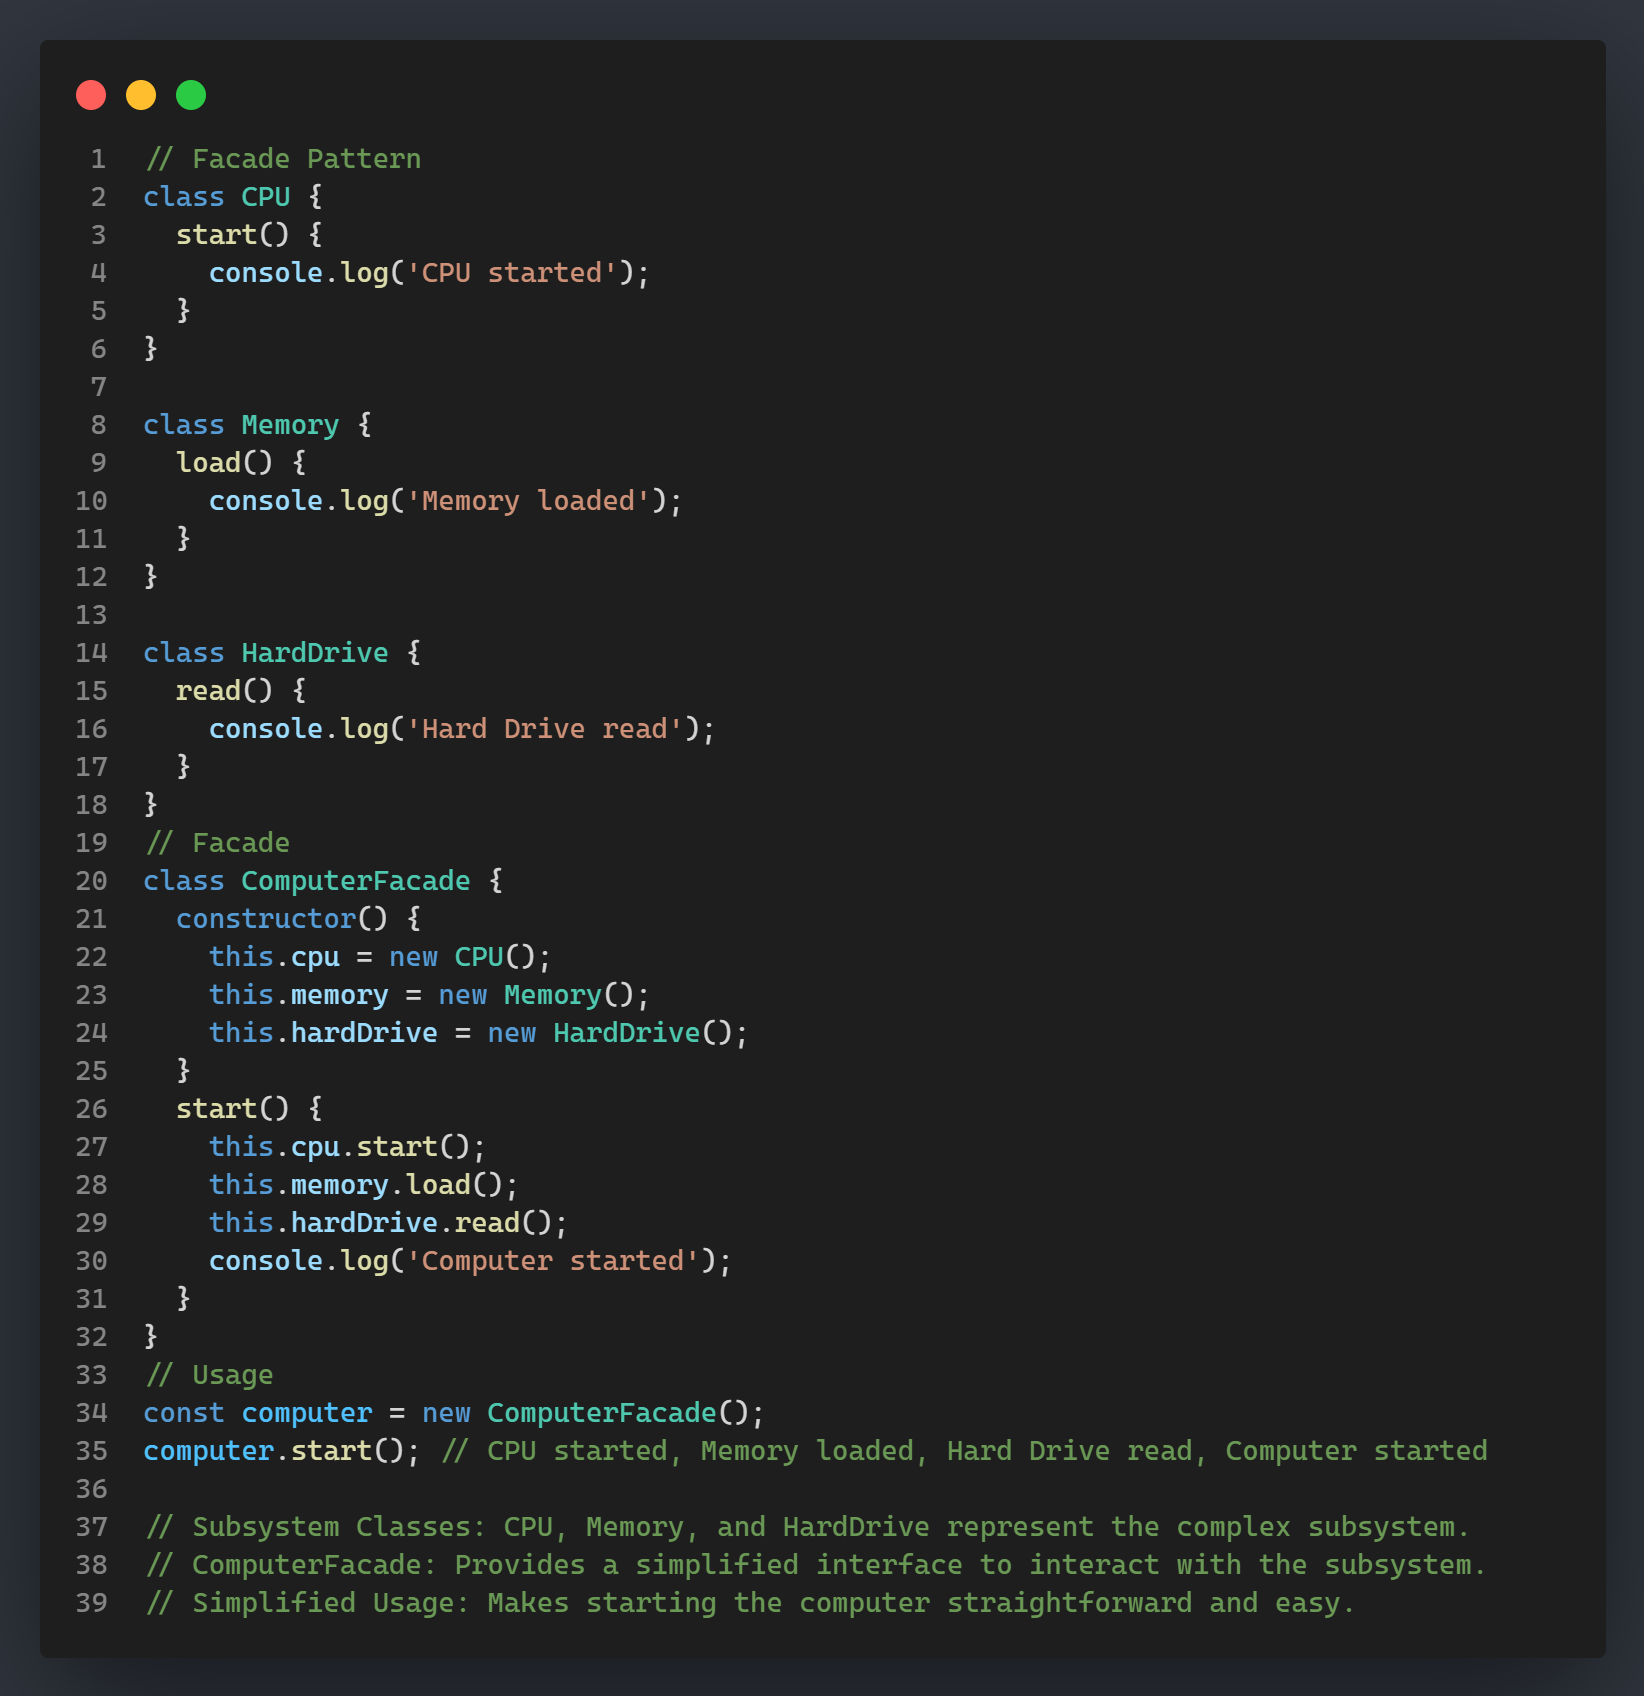 1 // Facade Pattern
2 class CPU {
3   start() {
4     console.log('CPU started');
5   }
6 }
7
8 class Memory {
9   load() {
10     console.log('Memory loaded');
11   }
12 }
13
14 class HardDrive {
15   read() {
16     console.log('Hard Drive read');
17   }
18 }
19 // Facade
20 class ComputerFacade {
21   constructor() {
22     this.cpu = new CPU();
23     this.memory = new Memory();
24     this.hardDrive = new HardDrive();
25   }
26   start() {
27     this.cpu.start();
28     this.memory.load();
29     this.hardDrive.read();
30     console.log('Computer started');
31   }
32 }
33 // Usage
34 const computer = new ComputerFacade();
35 computer.start(); // CPU started, Memory loaded, Hard Drive read, Computer started
36
37 // Subsystem Classes: CPU, Memory, and HardDrive represent the complex subsystem.
38 // ComputerFacade: Provides a simplified interface to interact with the subsystem.
39 // Simplified Usage: Makes starting the computer straightforward and easy.